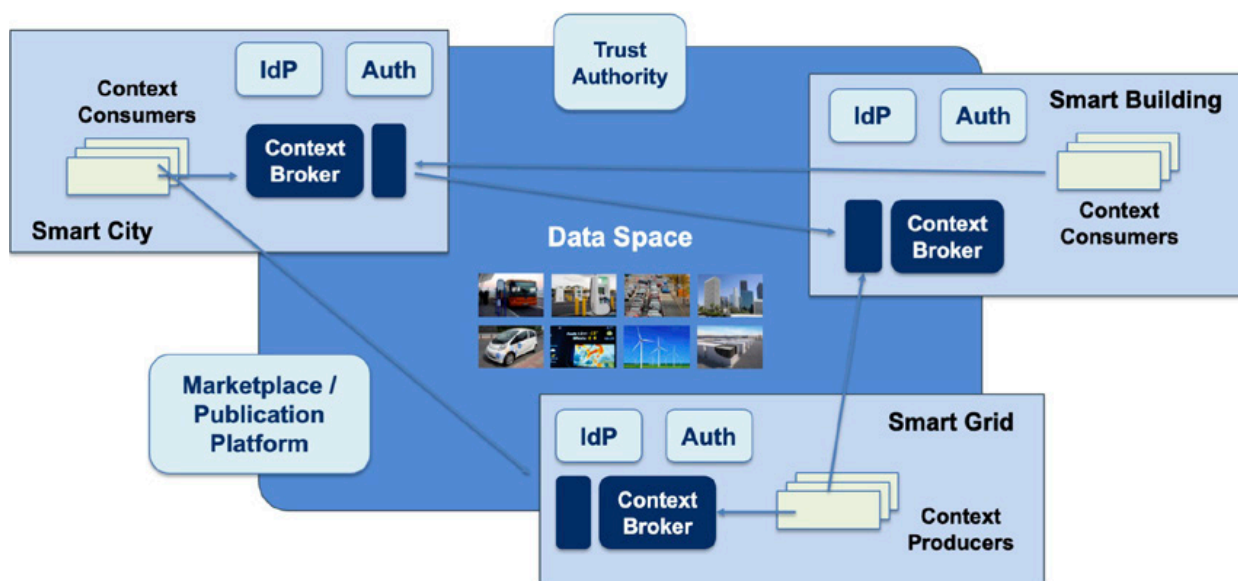 Trust
Authority
IdP
Auth
Context
Consumers
Context
Broker
Smart City
IdP
Auth
Smart Building
Context
Broker
Context
Consumers
Data Space
Marketplace /
Publication
Platform
IdP
Auth
Smart Grid
Context
Broker
Context
Producers